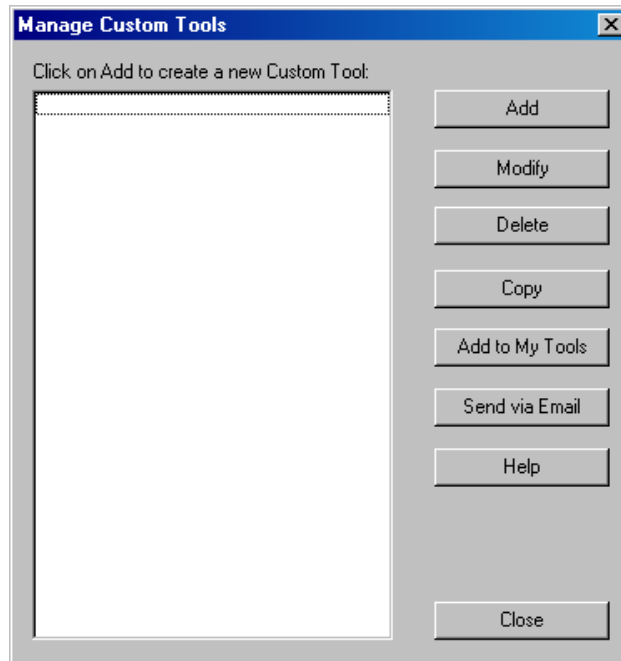 Manage Custom Tools
Click on Add to create a new Custom Tool:
Add
Modify
Delete
Copy
Add to My Tools
Send via Email
Help
Close